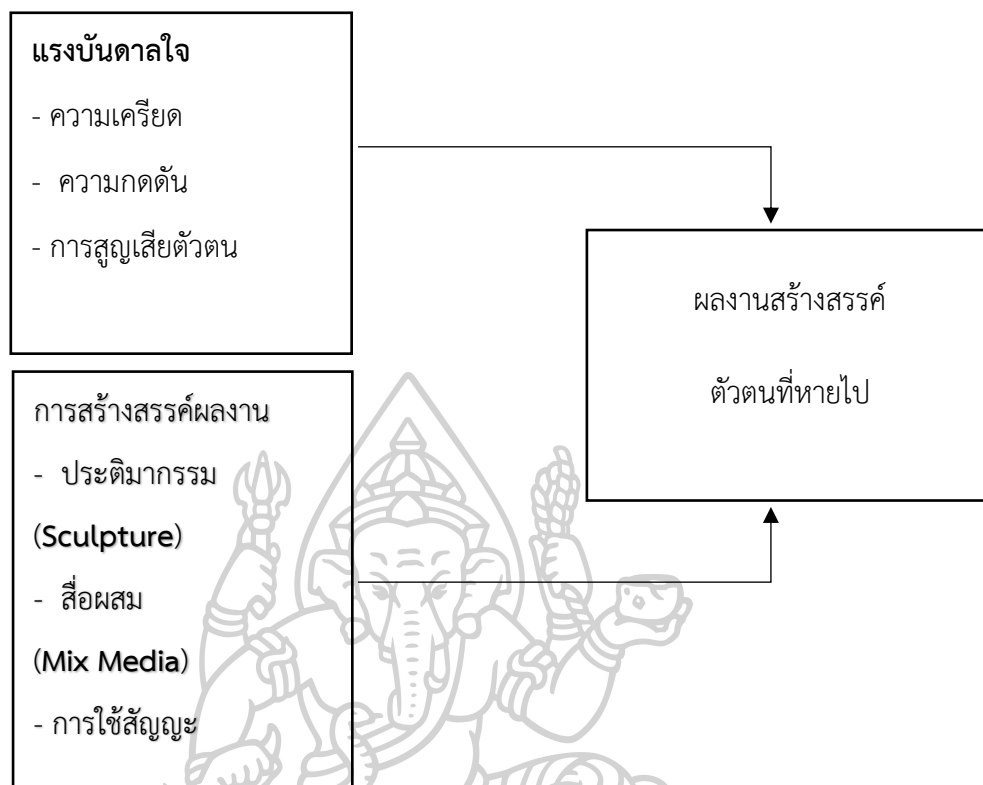 แรงบันดาลใจ
- ความเครียด
- ความกดดัน
- การสูญเสียตัวตน
ผลงานสร้างสรรค์
ตัวตนที่หายไป
การสร้างสรรค์ผลงาน
- ประติมากรรม
(Sculpture)
- สื่อผสม
(Mix Media)
- การใช้สัญญะ